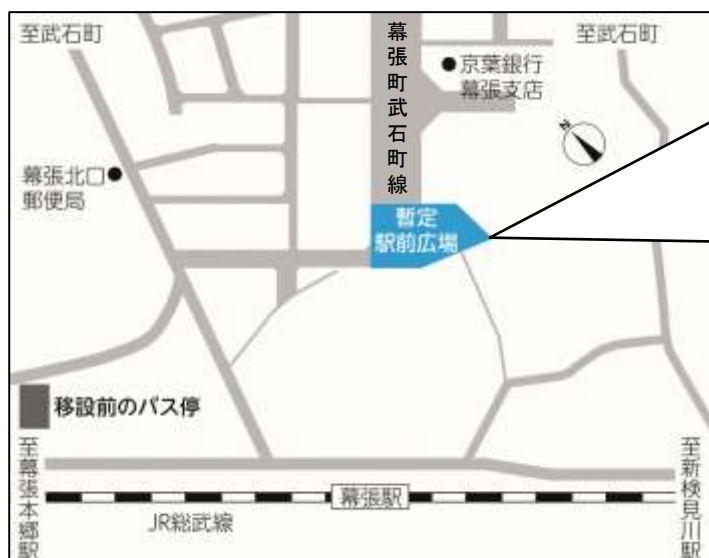 至武石町
幕張町武石町線
至武石町
京葉銀行
幕張支店
N
幕張北口
郵便局
暫定
駅前広場
移設前のバス停
至幕張本郷駅
至新検見川駅
幕張駅
JR総武線